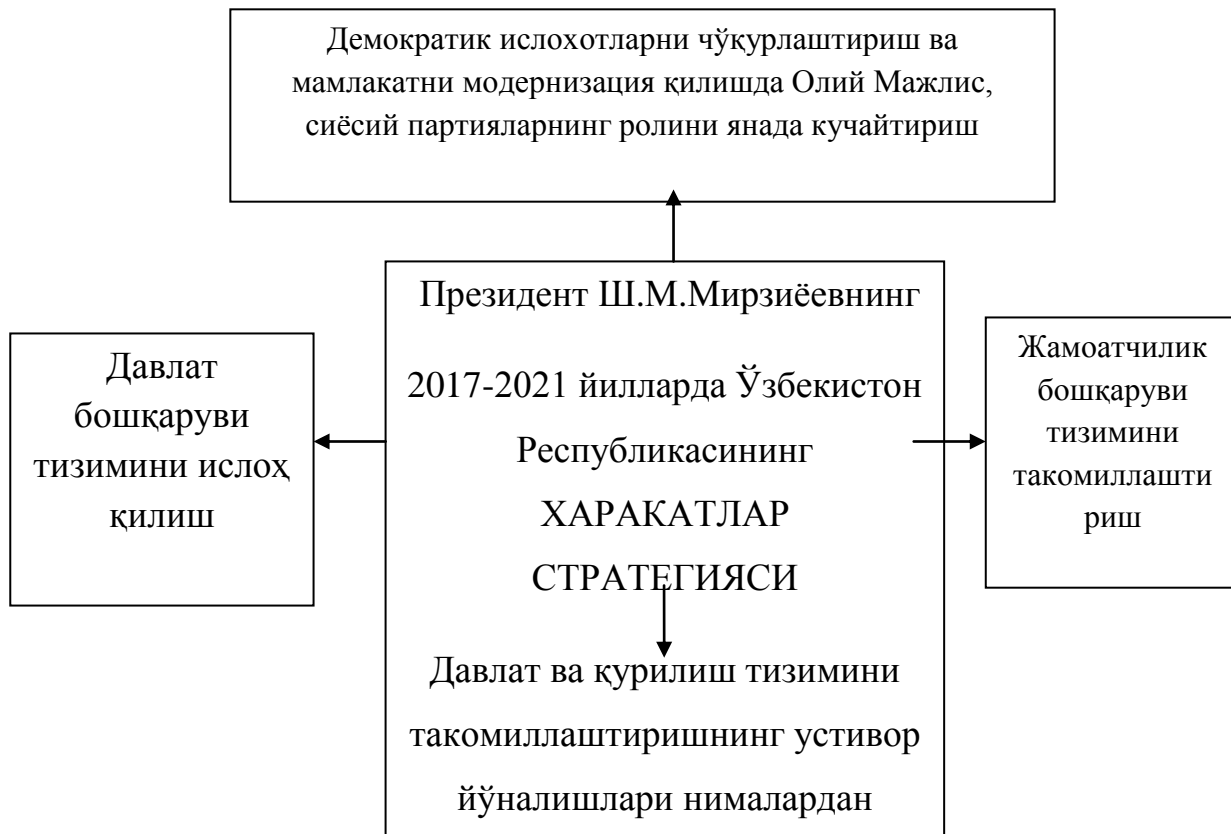 Демократик ислохотларни чўқурлаштириш ва
мамлакатни модернизация қилишда Олий Мажлис,
сиёсий партияларнинг ролини янада кучайтириш
Давлат
бошқаруви
тизимини ислоҳ
қилиш
Президент Ш.М.Мирзиёевнинг
2017-2021 йилларда Ўзбекистон
Республикасининг
ХАРАКАТЛАР
СТРАТЕГИЯСИ
Давлат ва қурилиш тизимини
такомиллаштиришнинг устивор
йўналишлари нималардан
Жамоатчилик
бошқаруви
тизимини
такомиллашти
риш